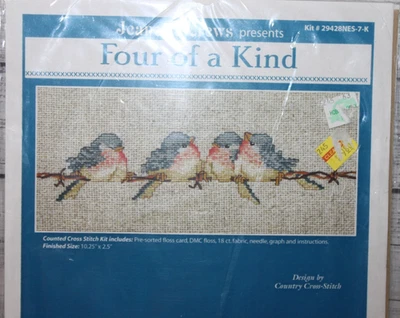 presents
Kit # 29428NES-7-K
Four of a Kind
Counted Cross Stitch Kit includes: Pre-sorted floss card, DMC floss, 18 ct. fabric, needle, graph and instructions.
Finished Size: 10.25" x 2.5"
Design by
Country Cross-Stitch